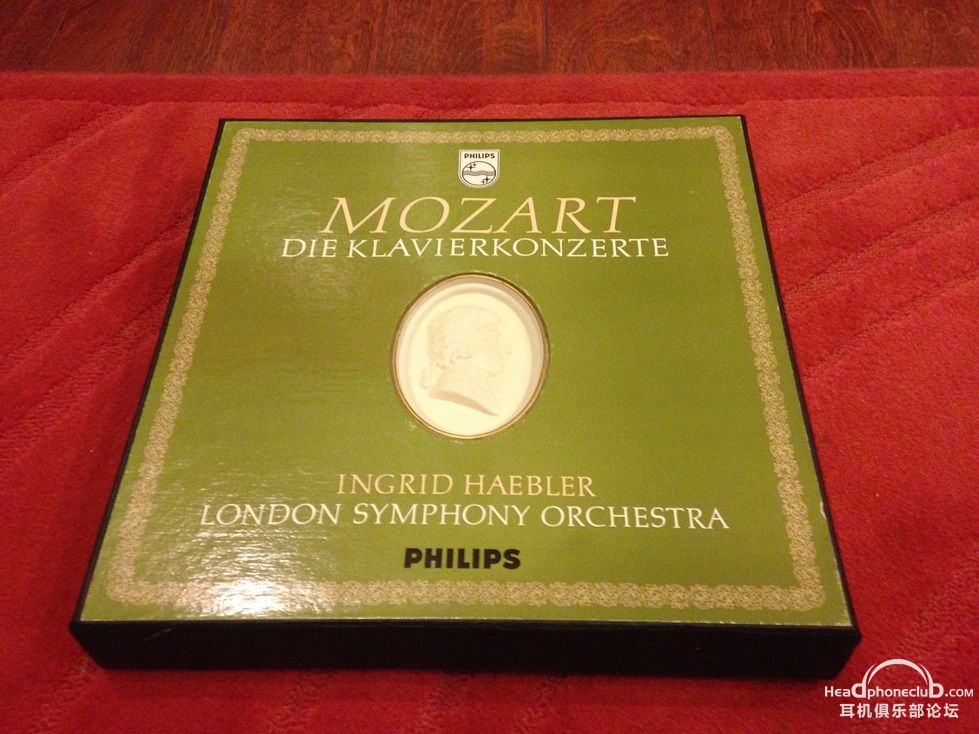 PHILIPS
MOZART
DIE KLAVIERKONZERTE
INGRID HAEBLER
LONDON SYMPHONY ORCHESTRA
PHILIPS
Headphoneclub.com
耳机俱乐部论坛